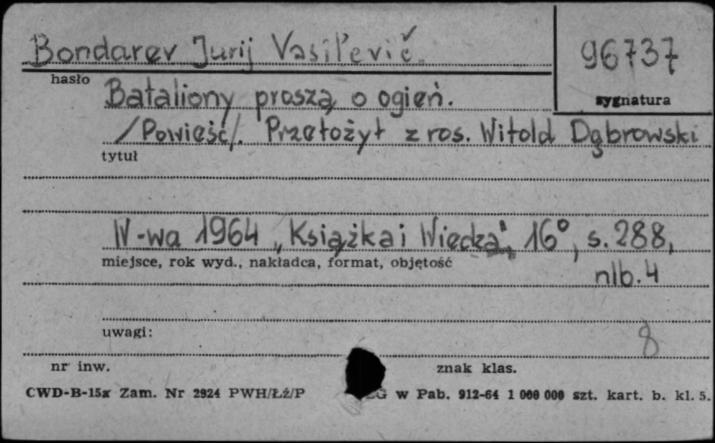 Bondarev Jurij Vasil'evič.
96737
hasło
sygnatura
Bataliony proszą o ogień.
/Powieść/. Przełożył z ros. Witold Dąbrowski
tytuł
W-wa 1964 „Książka i Wiedza", 16°, s. 288,
miejsce, rok wyd., nakładca, format, objętość
nlb. 4
uwagi:
8
nr inw.
znak klas.
CWD-B-15x Zam. Nr 2924 PWH/Łź/P w Pab. 912-64 1 000 000 szt. kart. b. kl. 5.